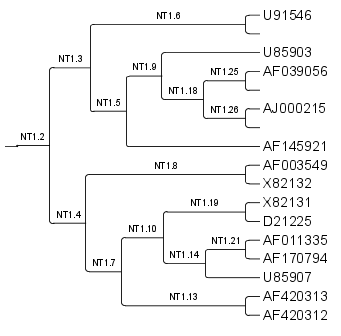 NT1.6
U91546
NT1.3
U85903
NT1.9
NT1.25
AF039056
NT1.18
NT1.5
NT1.26
AJ000215
NT1.2
AF145921
NT1.8
AF003549
X82132
NT1.19
X82131
NT1.4
D21225
NT1.10
NT1.21
AF011335
NT1.14
AF170794
NT1.7
U85907
NT1.13
AF420313
AF420312